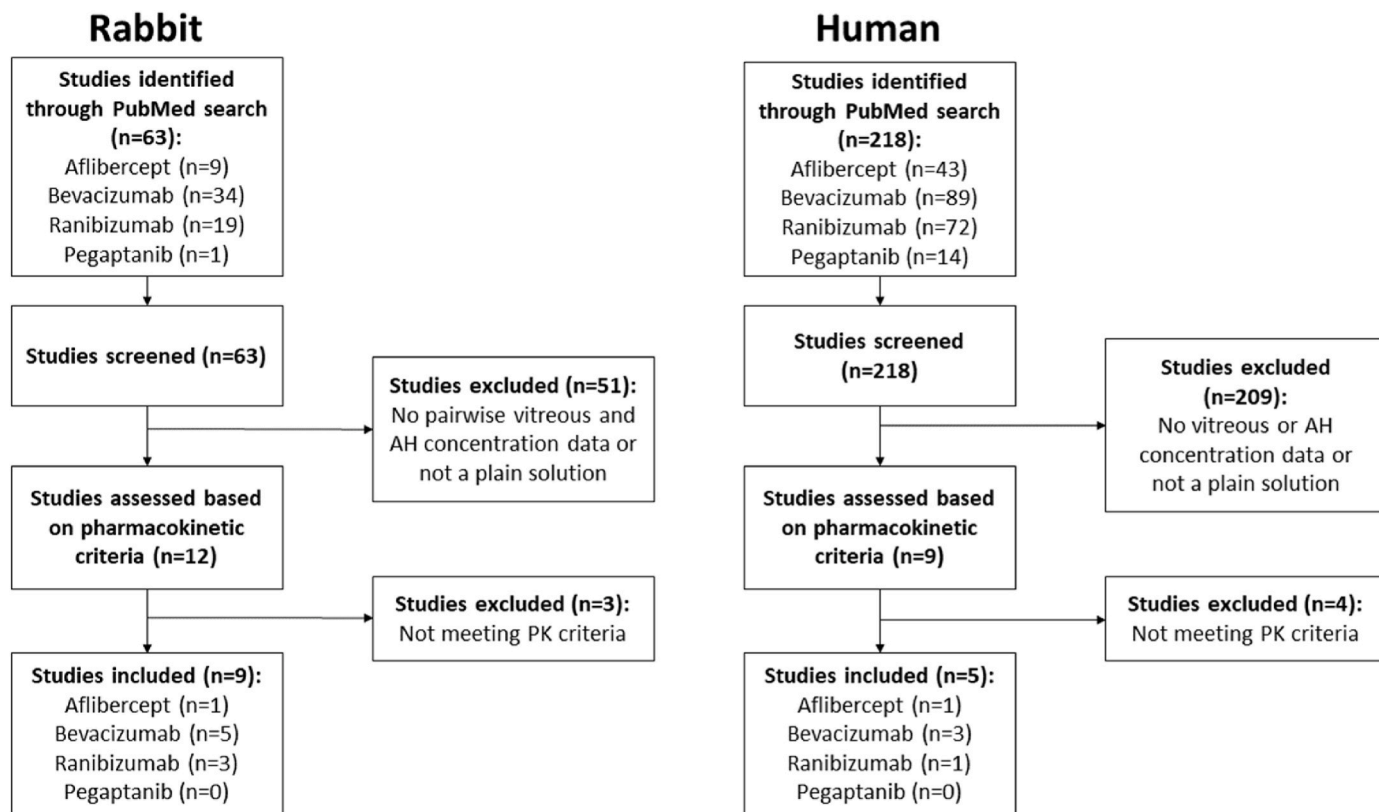 Rabbit
Studies identified
through PubMed search
(n=63):
Aflibercept (n=9)
Bevacizumab (n=34)
Ranibizumab (n=19)
Pegaptanib (n=1)
Studies screened (n=63)
Studies excluded (n=51):
No pairwise vitreous and
AH concentration data or
not a plain solution
Studies assessed based
on pharmacokinetic
criteria (n=12)
Studies excluded (n=3):
Not meeting PK criteria
Studies included (n=9):
Aflibercept (n=1)
Bevacizumab (n=5)
Ranibizumab (n=3)
Pegaptanib (n=0)
Human
Studies identified
through PubMed search
(n=218):
Aflibercept (n=43)
Bevacizumab (n=89)
Ranibizumab (n=72)
Pegaptanib (n=14)
Studies screened
(n=218)
Studies excluded
(n=209):
No vitreous or AH
concentration data or
not a plain solution
Studies assessed based
on pharmacokinetic
criteria (n=9)
Studies excluded (n=4):
Not meeting PK criteria
Studies included (n=5):
Aflibercept (n=1)
Bevacizumab (n=3)
Ranibizumab (n=1)
Pegaptanib (n=0)